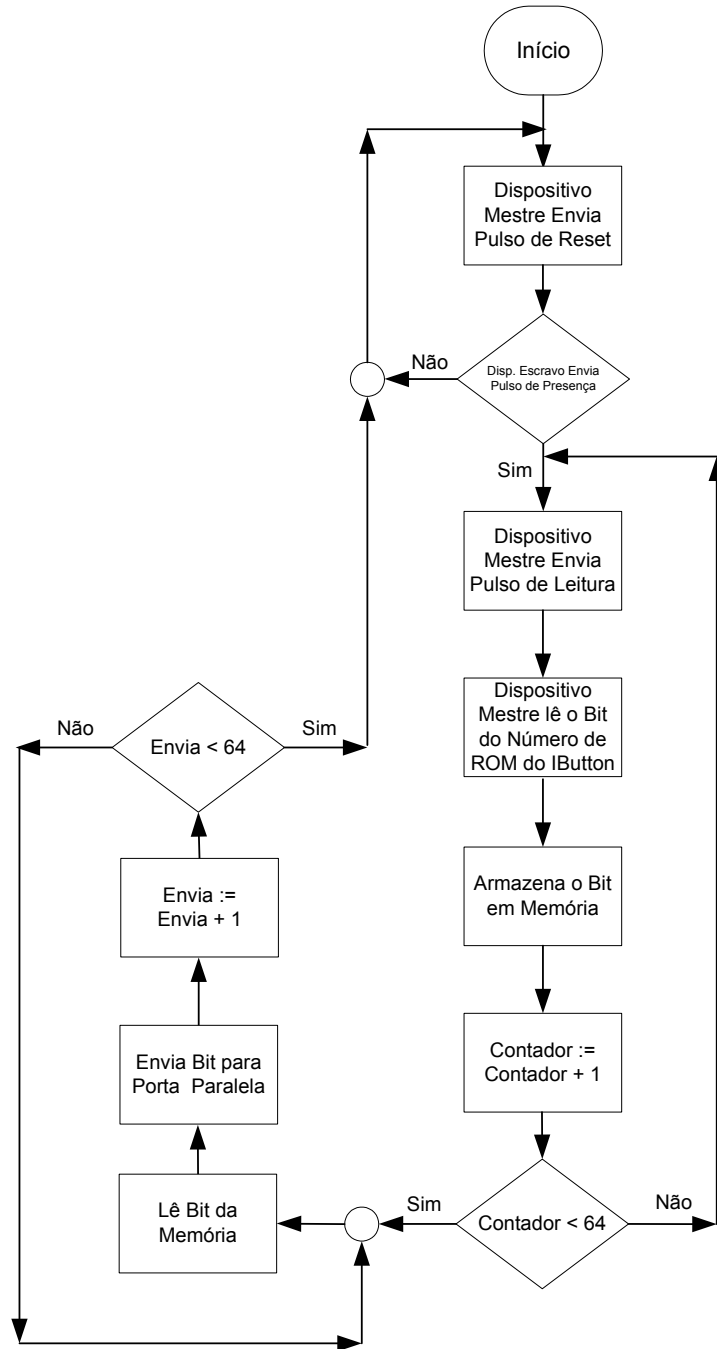 Início
Dispositivo
Mestre Envia
Pulso de Reset
Não
Disp. Escravo Envia
Pulso de Presença
Sim
Dispositivo
Mestre Envia
Pulso de Leitura
Dispositivo
Mestre lê o Bit
do Número de
ROM do IButton
Armazena o Bit
em Memória
Contador :=
Contador + 1
Contador < 64
Sim
Não
Lê Bit da
Memória
Envia Bit para
Porta Paralela
Envia :=
Envia + 1
Envia < 64
Não
Sim